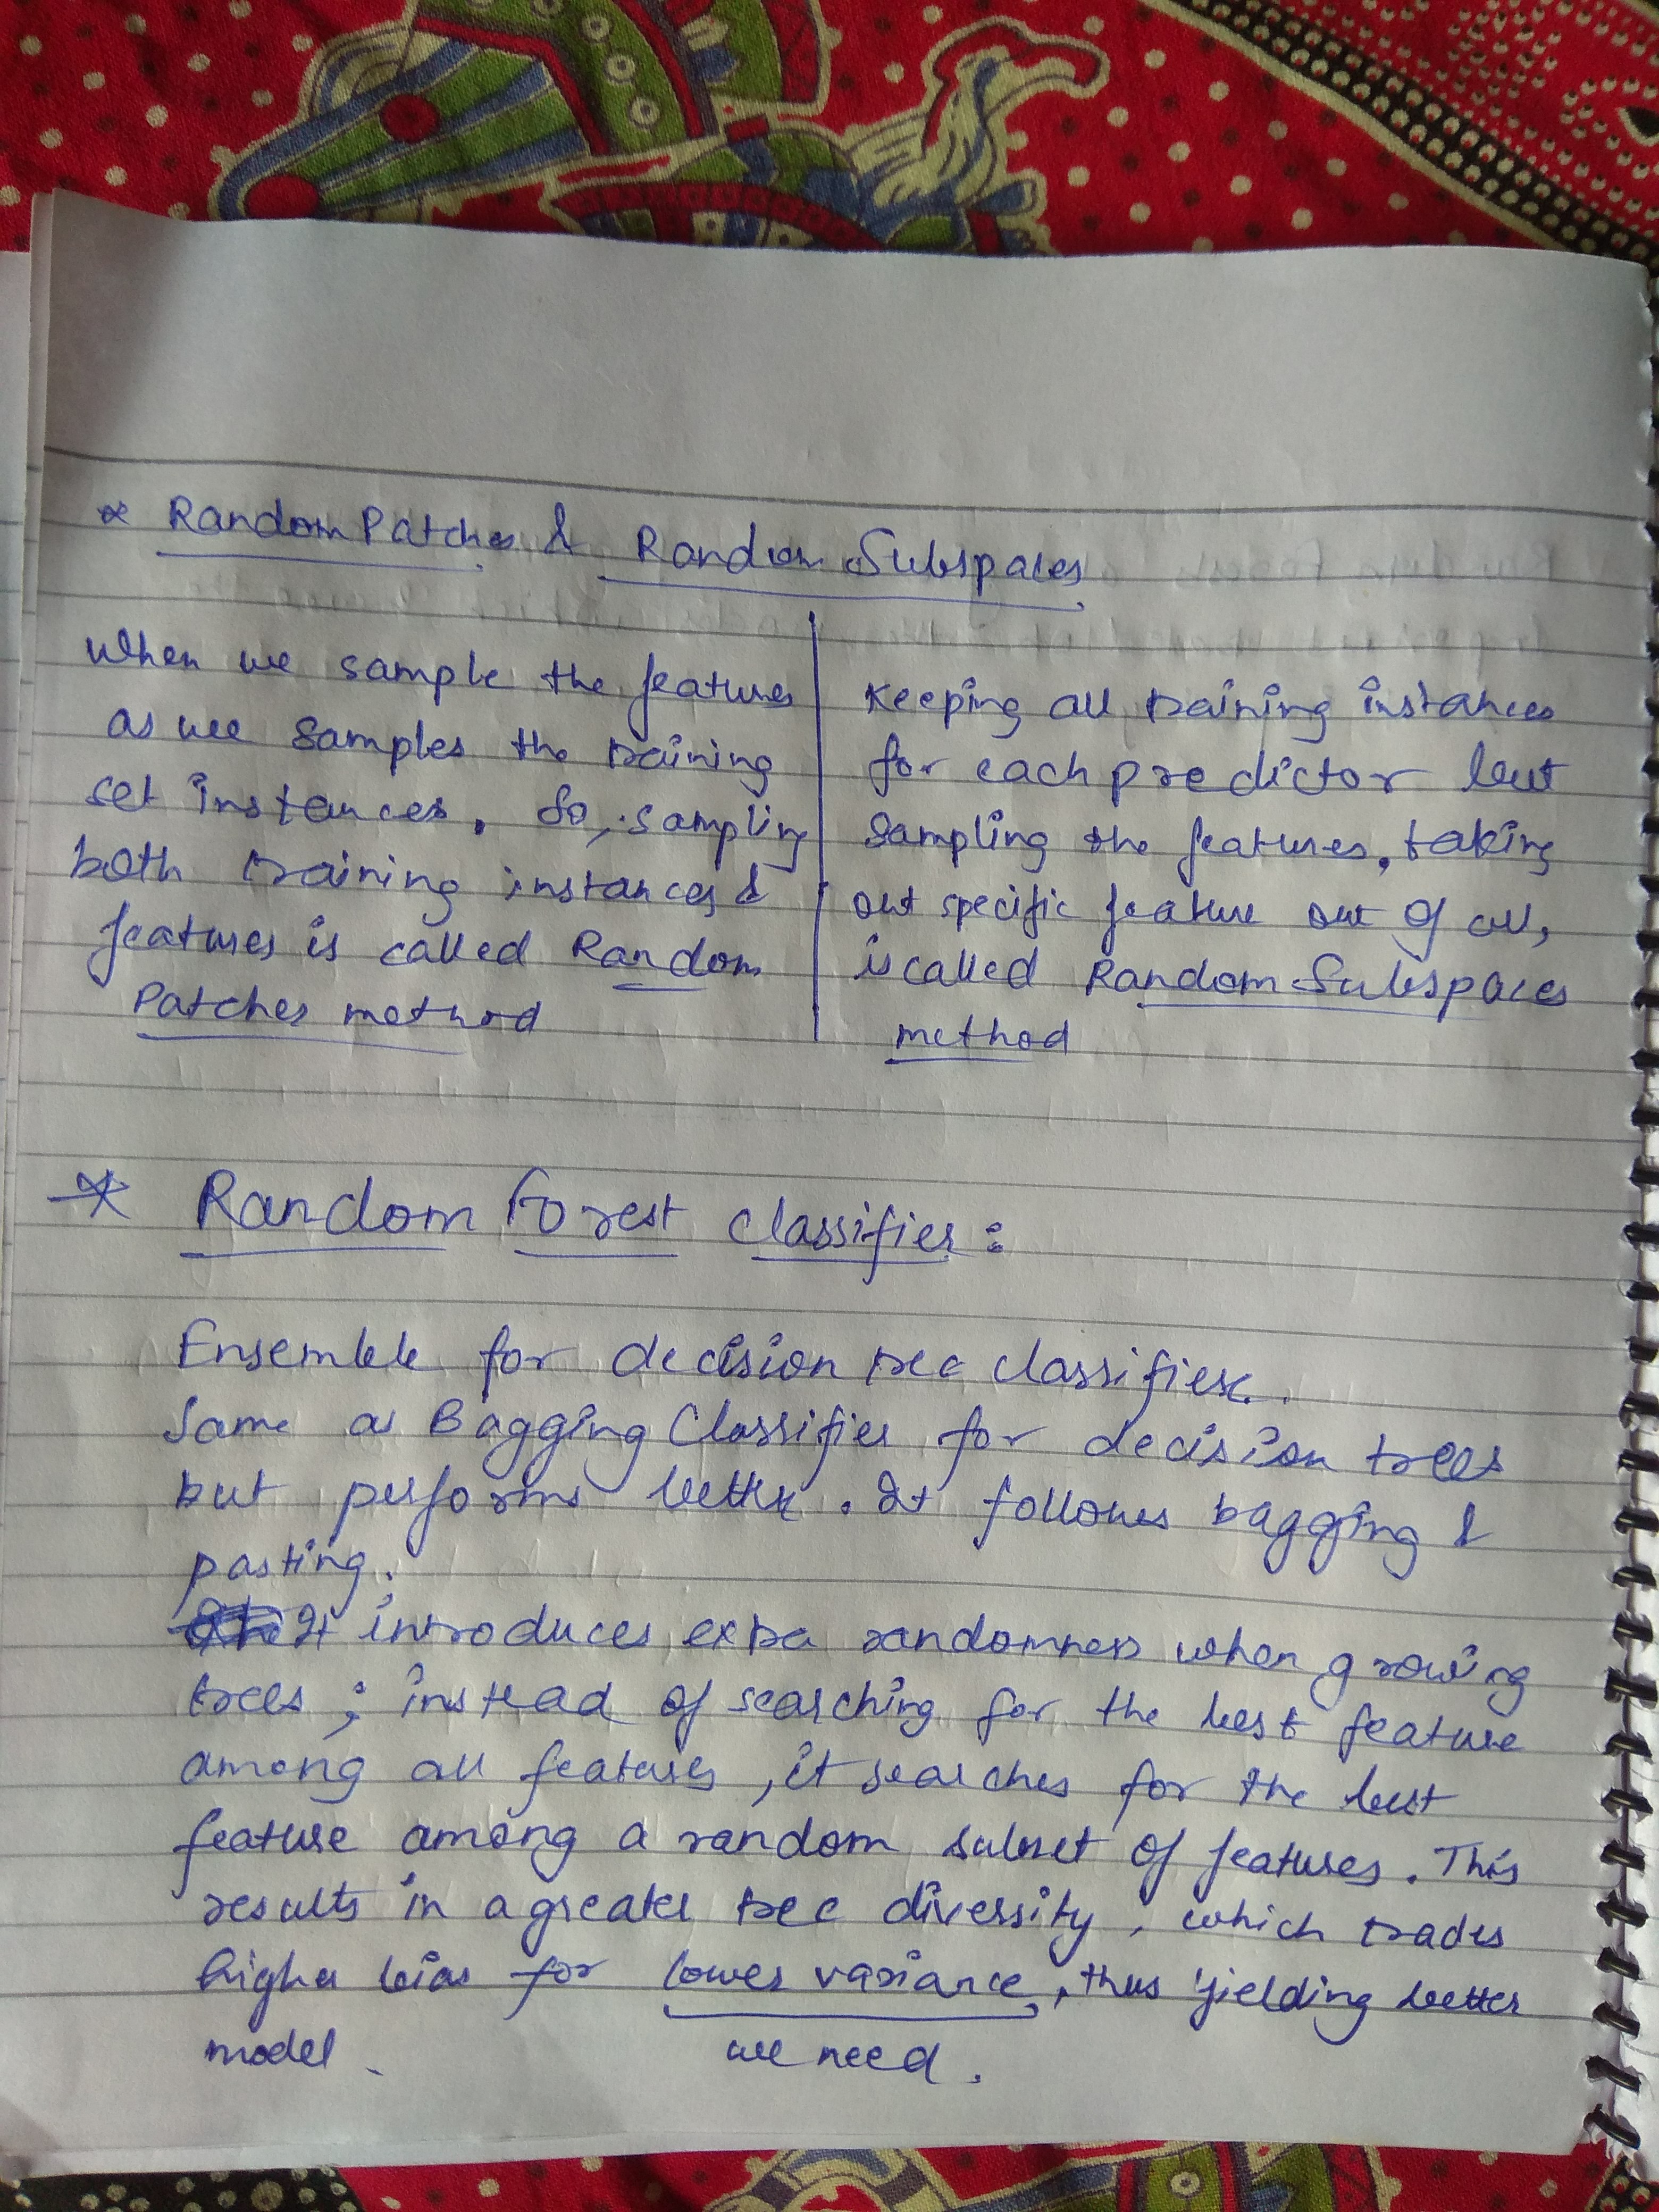 * Random Patches & Random Subspaces
When we sample the features
as we samples the training
set instances. So, sampling
both training instances &
features is called Random
Patches method
Keeping all training instances
for each predictor but
sampling the features, taking
out specific feature out of all,
is called Random Subspaces
method
* Random Forest Classifier:
Ensemble for decision tree classifier.
Same as Bagging Classifier for decision trees
but performs better. It follows bagging &
pasting.
It introduces extra randomness when growing
trees; instead of searching for the best feature
among all features, it searches for the best
feature among a random subset of features. This
results in a greater tree diversity, which trades
higher bias for lower variance, thus yielding better
model. we need.